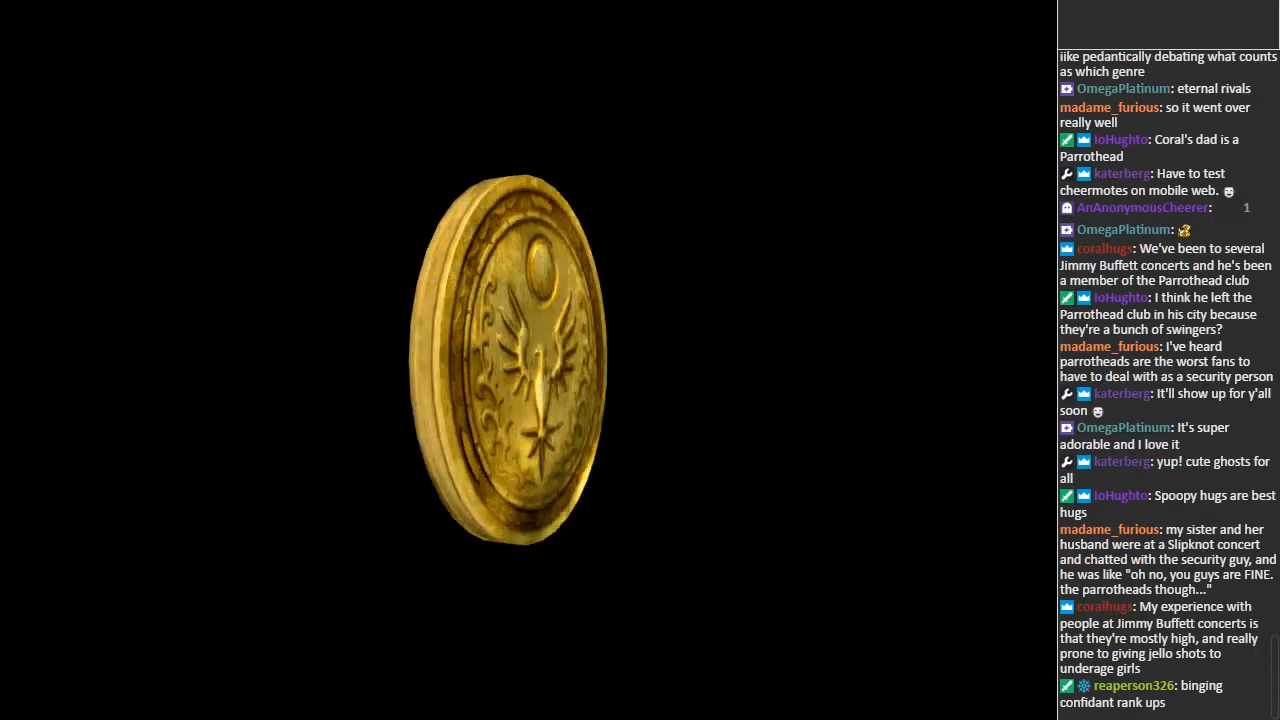 iike pedantically debating what counts
as which genre
OmegaPlatinum: eternal rivals
madame_furious: so it went over
really well
IoHughto: Coral's dad is a
Parrothead
katerberg: Have to test
cheermotes on mobile web.
AnAnonymousCheerer: 1
OmegaPlatinum:
coralhugs: We've been to several
Jimmy Buffett concerts and he's been
a member of the Parrothead club
IoHughto: I think he left the
Parrothead club in his city because
they're a bunch of swingers?
madame_furious: I've heard
parrotheads are the worst fans to
have to deal with as a security person
katerberg: It'll show up for y'all
soon
OmegaPlatinum: It's super
adorable and I love it
katerberg: yup! cute ghosts for
all
IoHughto: Spoopy hugs are best
hugs
madame_furious: my sister and her
husband were at a Slipknot concert
and chatted with the security guy, and
he was like "oh no, you guys are FINE.
the parrotheads though..."
coralhugs: My experience with
people at Jimmy Buffett concerts is
that they're mostly high, and really
prone to giving jello shots to
underage girls
reaperson326: binging
confidant rank ups